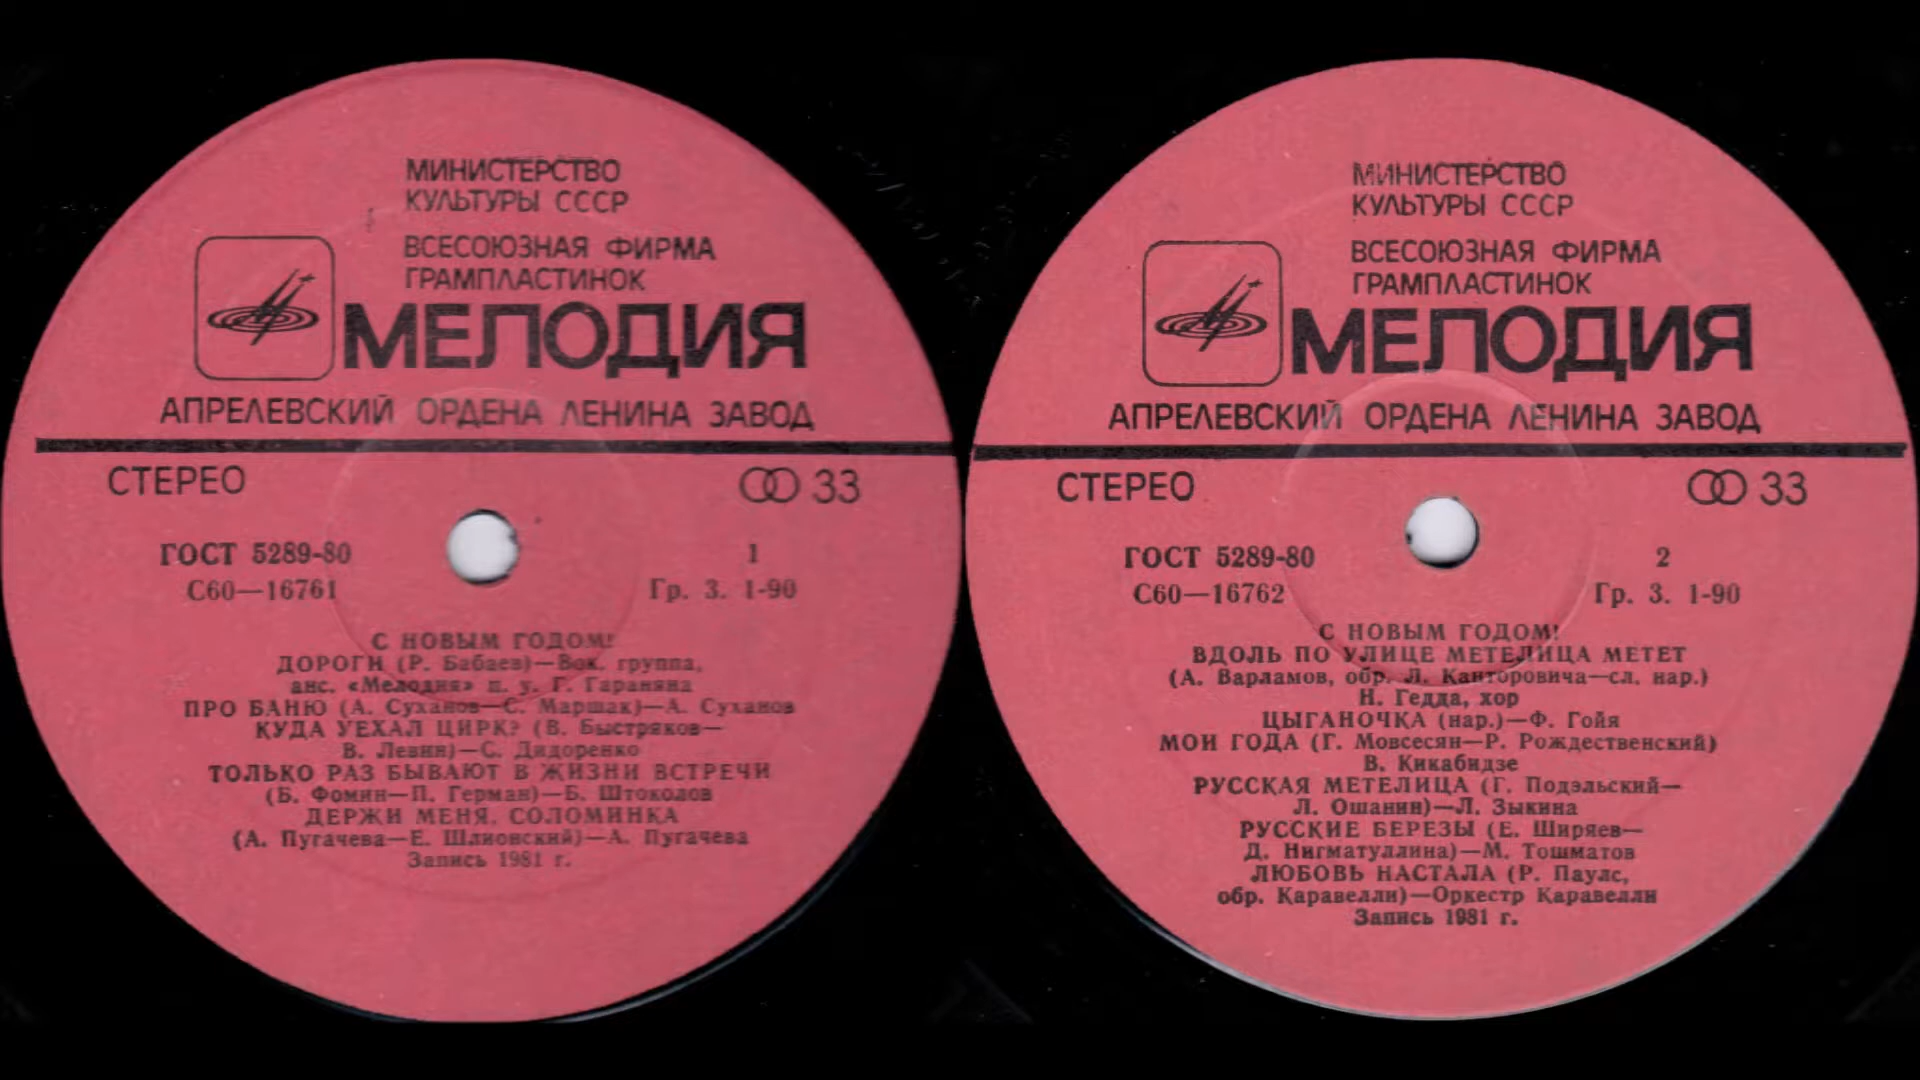 МИНИСТЕРСТВО
КУЛЬТУРЫ СССР
ВСЕСОЮЗНАЯ ФИРМА
ГРАМПЛАСТИНОК
МЕЛОДИЯ
АПРЕЛЕВСКИЙ ОРДЕНА ЛЕНИНА ЗАВОД
СТЕРЕО 33
ГОСТ 5289-80 1
С60—16761 Гр. 3. 1-90
С НОВЫМ ГОДОМ!
ДОРОГИ (Р. Бабаев)—Вок. группа,
анс. «Мелодия» п. у. Г. Гараняна
ПРО БАНЮ (А. Суханов—С. Маршак)—А. Суханов
КУДА УЕХАЛ ЦИРК? (В. Быстряков—
В. Левин)—С. Дидоренко
ТОЛЬКО РАЗ БЫВАЮТ В ЖИЗНИ ВСТРЕЧИ
(Б. Фомин—П. Герман)—Б. Штоколов
ДЕРЖИ МЕНЯ, СОЛОМИНКА
(А. Пугачева—Е. Шлионский)—А. Пугачева
Запись 1981 г.
МИНИСТЕРСТВО
КУЛЬТУРЫ СССР
ВСЕСОЮЗНАЯ ФИРМА
ГРАМПЛАСТИНОК
МЕЛОДИЯ
АПРЕЛЕВСКИЙ ОРДЕНА ЛЕНИНА ЗАВОД
СТЕРЕО 33
ГОСТ 5289-80 2
С60—16762 Гр. 3. 1-90
С НОВЫМ ГОДОМ!
ВДОЛЬ ПО УЛИЦЕ МЕТЕЛИЦА МЕТЕТ
(А. Варламов, обр. Л. Канторовича—сл. нар.)
Н. Гедда, хор
ЦЫГАНОЧКА (нар.)—Ф. Гойя
МОИ ГОДА (Г. Мовсесян—Р. Рождественский)
В. Кикабидзе
РУССКАЯ МЕТЕЛИЦА (Г. Подэльский—
Л. Ошанин)—Л. Зыкина
РУССКИЕ БЕРЕЗЫ (Е. Ширяев—
Д. Нигматуллина)—М. Тошматов
ЛЮБОВЬ НАСТАЛА (Р. Паулс,
обр. Каравелли)—Оркестр Каравелли
Запись 1981 г.